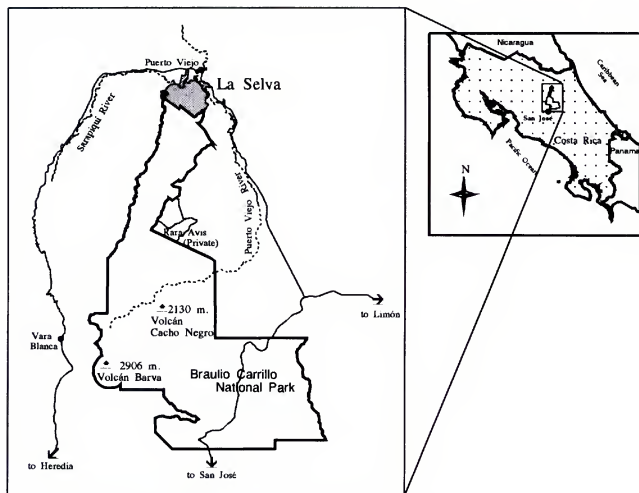 Puerto Viejo
La Selva
Sarapiqui River
Puerto Viejo River
Rara Avis
(Private)
2130 m.
Volcán
Cacho Negro
to Limón
Vara
Blanca
2906 m.
Volcán Barva
Braulio Carrillo
National Park
to Heredia
to San José
Nicaragua
Caribbean
Sea
San José
Costa Rica
Panama
Pacific Ocean
N